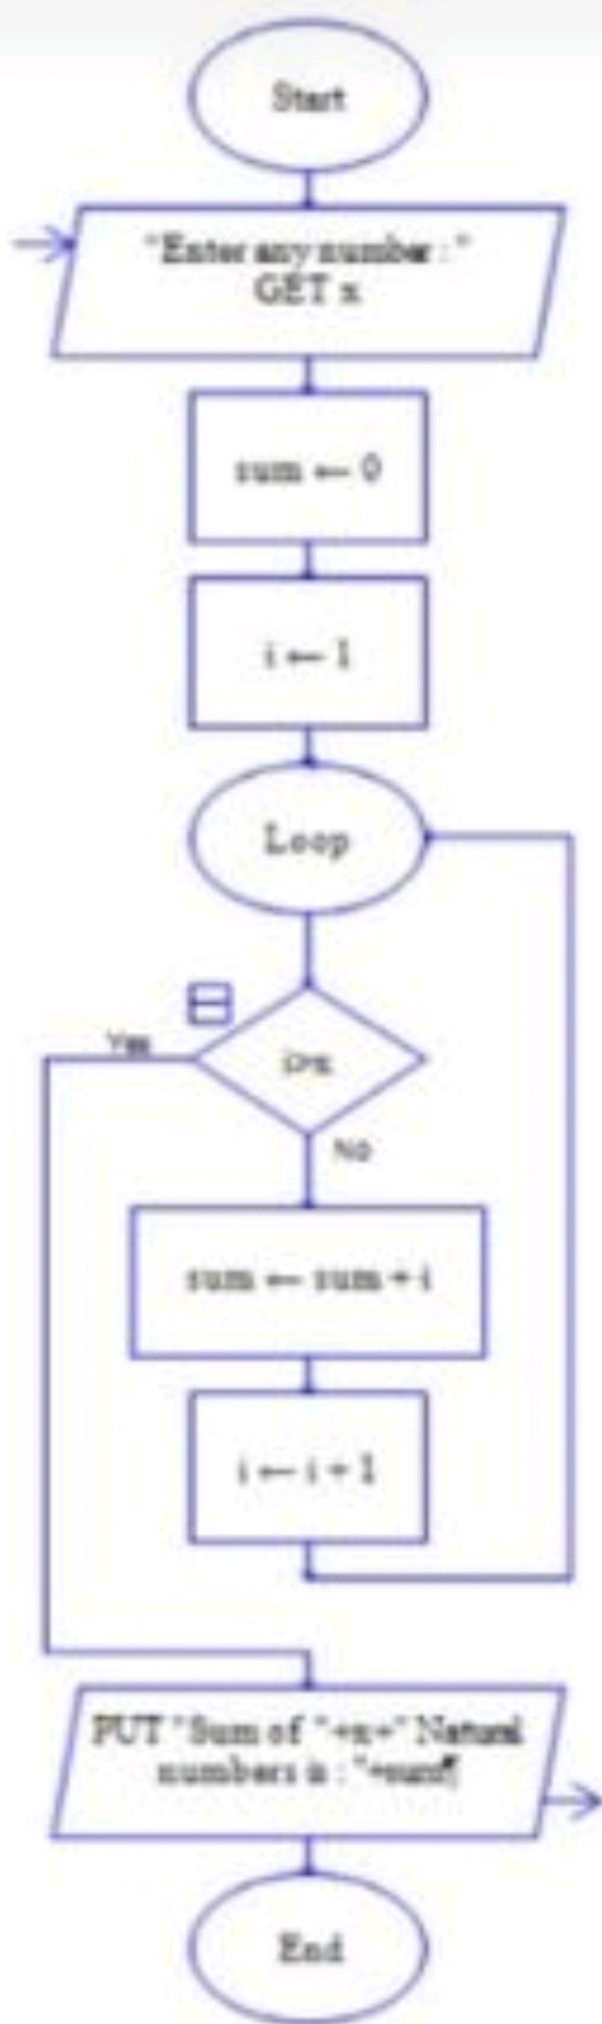 Start
"Enter any number : "
GET x
sum ← 0
i ← 1
Loop
Yes
i>x
No
sum ← sum + i
i ← i + 1
PUT "Sum of "+x+" Natural
numbers is : "+sum¶
End